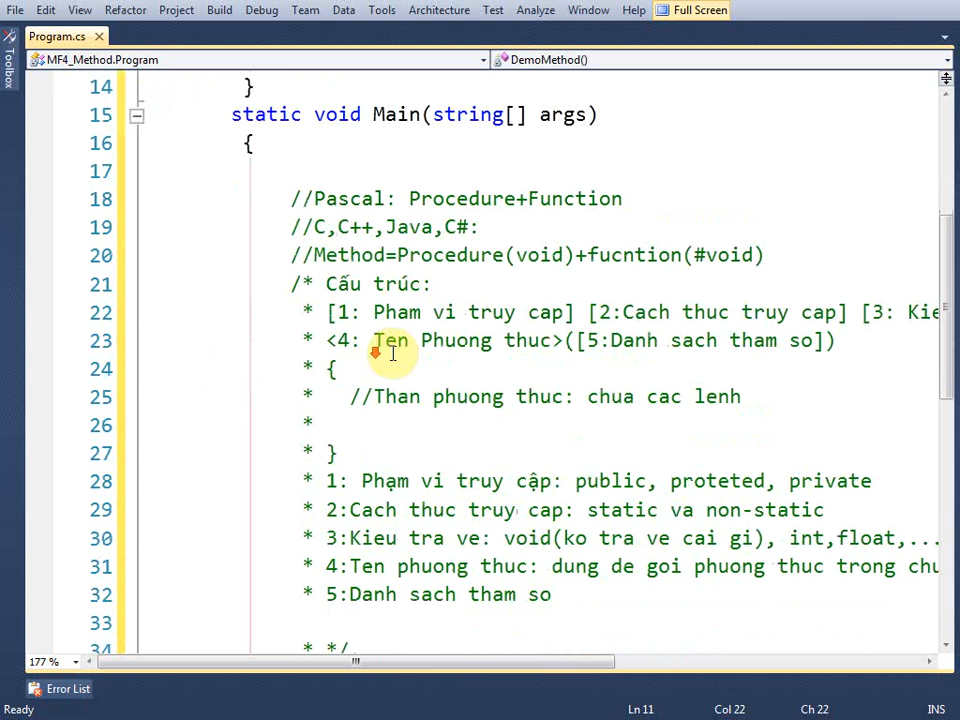 File Edit View Refactor Project Build Debug Team Data Tools Architecture Test Analyze Window Help Full Screen
Program.cs
Toolbox
MF4_Method.Program DemoMethod()
14 }
15 static void Main(string[] args)
16 {
17
18 //Pascal: Procedure+Function
19 //C,C++,Java,C#:
20 //Method=Procedure(void)+fucntion(#void)
21 /* Cấu trúc:
22 * [1: Pham vi truy cap] [2:Cach thuc truy cap] [3: Kie
23 * <4: Ten Phuong thuc>([5:Danh sach tham so])
24 * {
25 * //Than phuong thuc: chua cac lenh
26 *
27 * }
28 * 1: Phạm vi truy cập: public, proteted, private
29 * 2:Cach thuc truy cap: static va non-static
30 * 3:Kieu tra ve: void(ko tra ve cai gi), int,float,...
31 * 4:Ten phuong thuc: dung de goi phuong thuc trong chu
32 * 5:Danh sach tham so
33
34 * */
177 %
Error List
Ready Ln 11 Col 22 Ch 22 INS